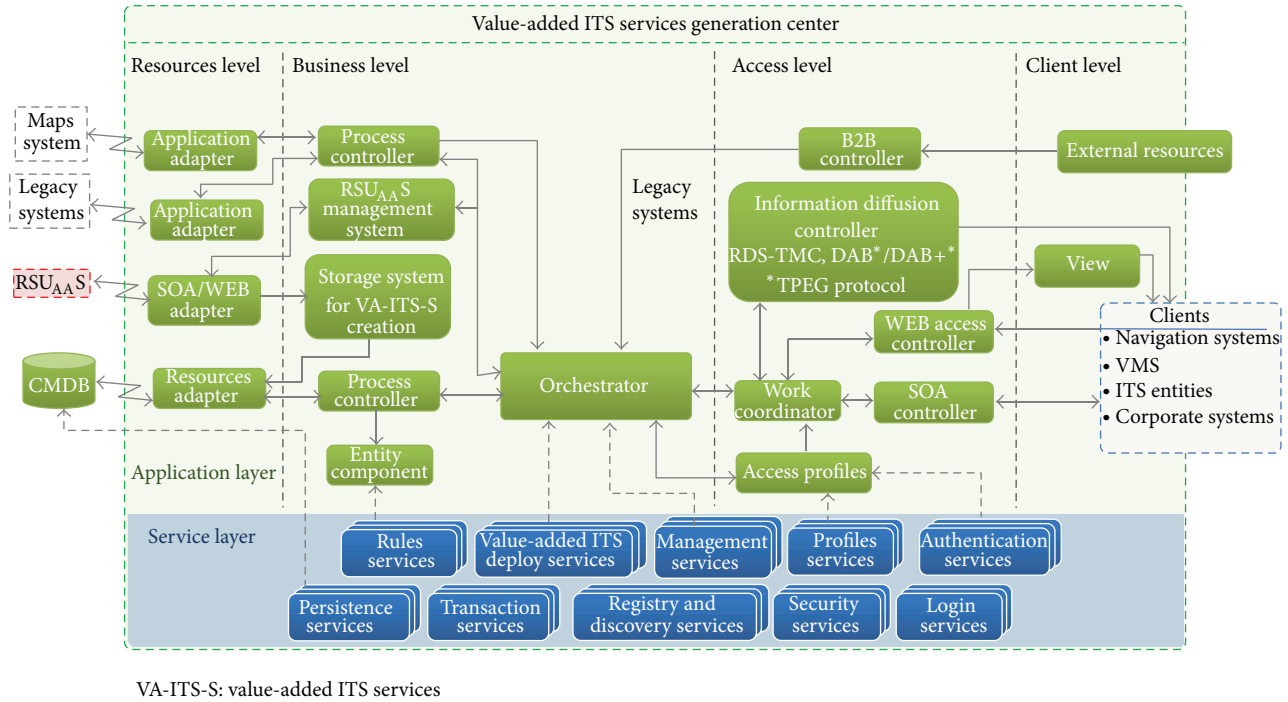 Value-added ITS services generation center
Resources level
Business level
Access level
Client level
Maps
system
Application
adapter
Process
controller
B2B
controller
External resources
Legacy
systems
Application
adapter
RSU_AA S
management
system
Legacy
systems
Information diffusion
controller
RDS-TMC, DAB*/DAB+*
*TPEG protocol
View
RSU_AA S
SOA/WEB
adapter
Storage system
for VA-ITS-S
creation
WEB access
controller
Clients
• Navigation systems
• VMS
• ITS entities
• Corporate systems
CMDB
Resources
adapter
Process
controller
Orchestrator
Work
coordinator
SOA
controller
Entity
component
Access profiles
Application layer
Service layer
Rules
services
Value-added ITS
deploy services
Management
services
Profiles
services
Authentication
services
Persistence
services
Transaction
services
Registry and
discovery services
Security
services
Login
services
VA-ITS-S: value-added ITS services